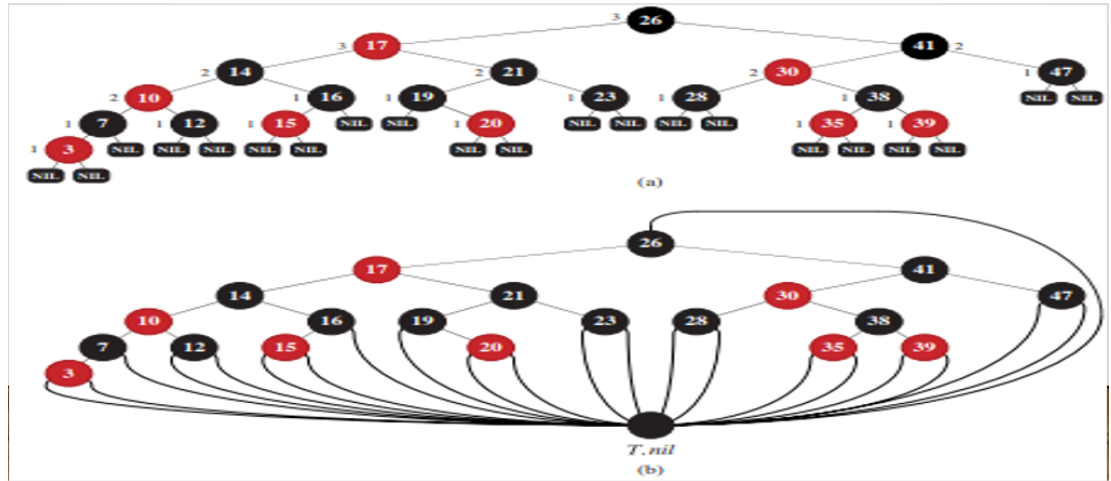 3 26
3 17 41 2
2 14 2 21 2 30 1 47
2 10 1 16 1 19 1 23 1 28 1 38 NIL NIL
1 7 1 12 1 15 NIL NIL 1 20 NIL NIL NIL NIL 1 35 1 39
1 3 NIL NIL NIL NIL NIL NIL NIL NIL NIL NIL NIL
NIL NIL
(a)
26
17 41
14 21 30 47
10 16 19 23 28 38
7 12 15 20 35 39
3
T.nil
(b)